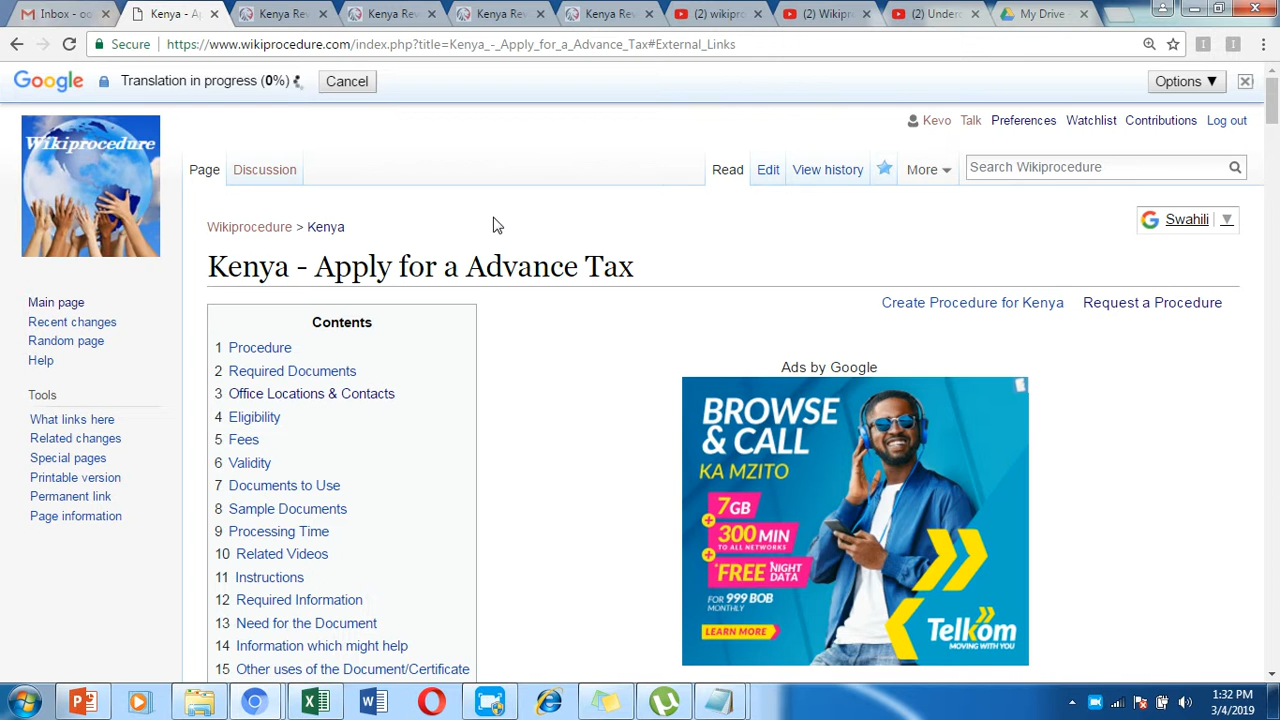 Inbox - oc
Kenya - Ap
Kenya Rev
Kenya Rev
Kenya Rev
Kenya Rev
(2) wikipro
(2) Wikipro
(2) Underc
My Drive -
Secure https://www.wikiprocedure.com/index.php?title=Kenya_-_Apply_for_a_Advance_Tax#External_Links
Google Translation in progress (0%) Cancel Options ▼
Wikiprocedure
Kevo Talk Preferences Watchlist Contributions Log out
Page Discussion Read Edit View history More Search Wikiprocedure
Wikiprocedure > Kenya
Swahili
Kenya - Apply for a Advance Tax
Create Procedure for Kenya Request a Procedure
Main page
Recent changes
Random page
Help
Tools
What links here
Related changes
Special pages
Printable version
Permanent link
Page information
Contents
1 Procedure
2 Required Documents
3 Office Locations & Contacts
4 Eligibility
5 Fees
6 Validity
7 Documents to Use
8 Sample Documents
9 Processing Time
10 Related Videos
11 Instructions
12 Required Information
13 Need for the Document
14 Information which might help
15 Other uses of the Document/Certificate
Ads by Google
BROWSE
& CALL
KA MZITO
7GB
+
300 MIN
TO ALL NETWORKS
+
*FREE NIGHT DATA
FOR 999 BOB
MONTHLY
LEARN MORE
Telkom
MOVING WITH YOU
1:32 PM
3/4/2019